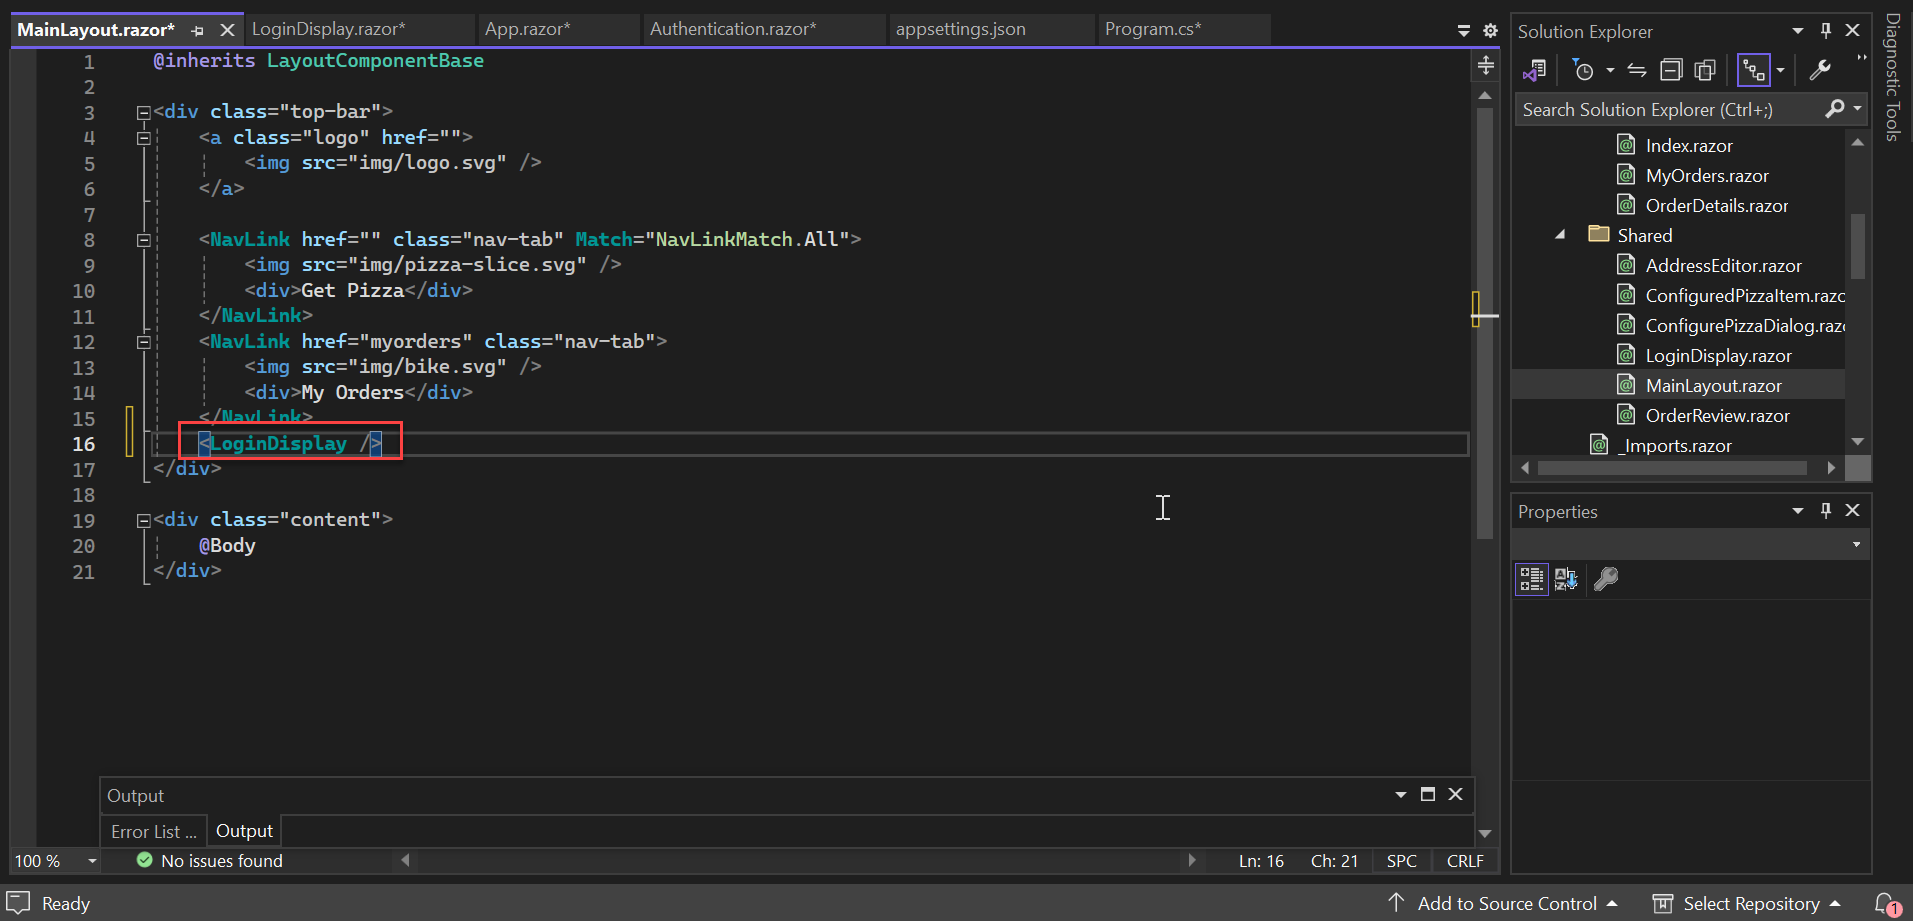 MainLayout.razor*
LoginDisplay.razor*
App.razor*
Authentication.razor*
appsettings.json
Program.cs*
1 @inherits LayoutComponentBase
2
3 <div class="top-bar">
4 <a class="logo" href="">
5 <img src="img/logo.svg" />
6 </a>
7
8 <NavLink href="" class="nav-tab" Match="NavLinkMatch.All">
9 <img src="img/pizza-slice.svg" />
10 <div>Get Pizza</div>
11 </NavLink>
12 <NavLink href="myorders" class="nav-tab">
13 <img src="img/bike.svg" />
14 <div>My Orders</div>
15 </NavLink>
16 <LoginDisplay />
17 </div>
18
19 <div class="content">
20 @Body
21 </div>
Output
Error List ...
Output
100 %
No issues found
Ln: 16
Ch: 21
SPC
CRLF
Solution Explorer
Search Solution Explorer (Ctrl+;)
Index.razor
MyOrders.razor
OrderDetails.razor
Shared
AddressEditor.razor
ConfiguredPizzaItem.razo
ConfigurePizzaDialog.raz
LoginDisplay.razor
MainLayout.razor
OrderReview.razor
_Imports.razor
Properties
Diagnostic Tools
Ready
Add to Source Control
Select Repository
1